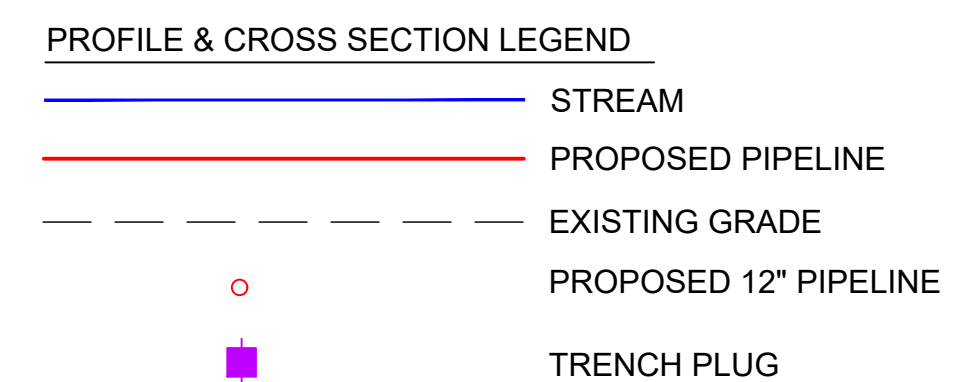 PROFILE & CROSS SECTION LEGEND
STREAM
PROPOSED PIPELINE
EXISTING GRADE
PROPOSED 12" PIPELINE
TRENCH PLUG